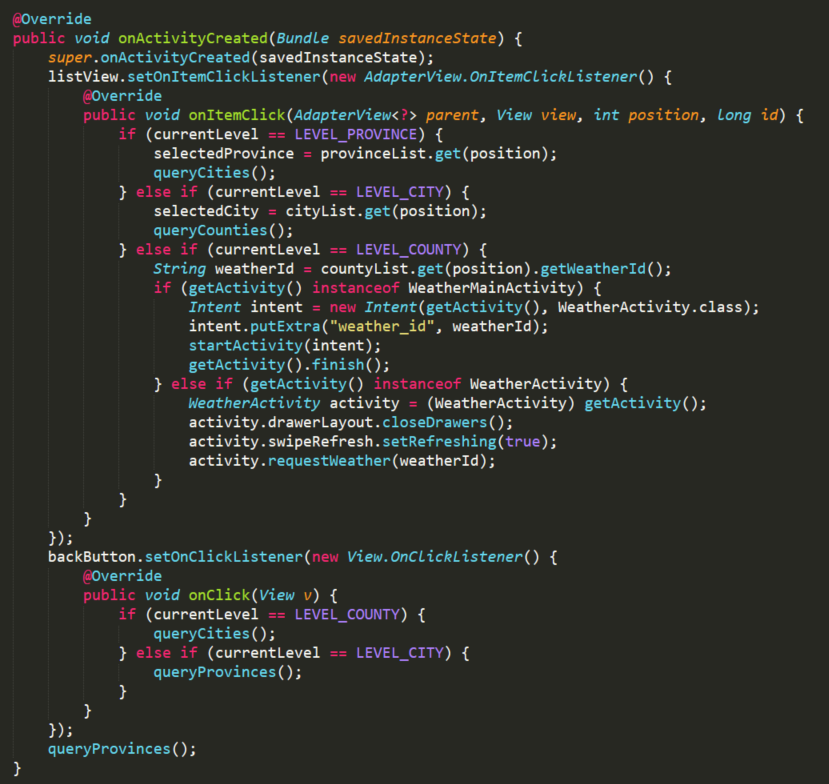 @Override
public void onActivityCreated(Bundle savedInstanceState) {
    super.onActivityCreated(savedInstanceState);
    listView.setOnItemClickListener(new AdapterView.OnItemClickListener() {
        @Override
        public void onItemClick(AdapterView<?> parent, View view, int position, long id) {
            if (currentLevel == LEVEL_PROVINCE) {
                selectedProvince = provinceList.get(position);
                queryCities();
            } else if (currentLevel == LEVEL_CITY) {
                selectedCity = cityList.get(position);
                queryCounties();
            } else if (currentLevel == LEVEL_COUNTY) {
                String weatherId = countyList.get(position).getWeatherId();
                if (getActivity() instanceof WeatherMainActivity) {
                    Intent intent = new Intent(getActivity(), WeatherActivity.class);
                    intent.putExtra("weather_id", weatherId);
                    startActivity(intent);
                    getActivity().finish();
                } else if (getActivity() instanceof WeatherActivity) {
                    WeatherActivity activity = (WeatherActivity) getActivity();
                    activity.drawerLayout.closeDrawers();
                    activity.swipeRefresh.setRefreshing(true);
                    activity.requestWeather(weatherId);
                }
            }
        }
    });
    backButton.setOnClickListener(new View.OnClickListener() {
        @Override
        public void onClick(View v) {
            if (currentLevel == LEVEL_COUNTY) {
                queryCities();
            } else if (currentLevel == LEVEL_CITY) {
                queryProvinces();
            }
        }
    });
    queryProvinces();
}